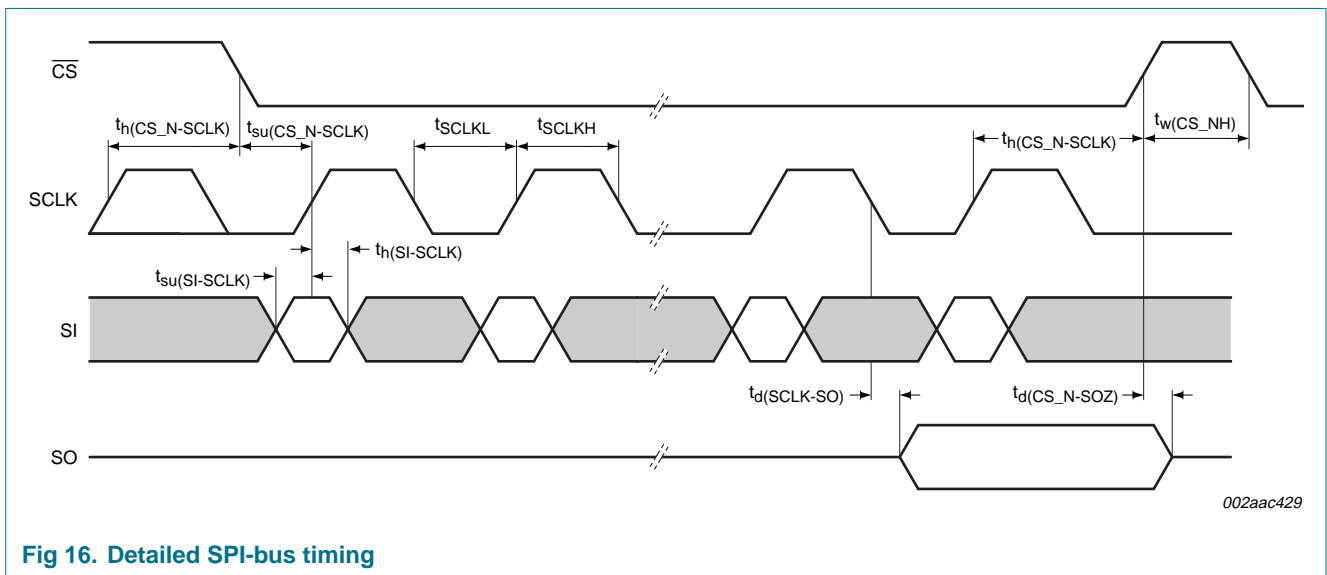 CS
th(CS_N-SCLK)
tsu(CS_N-SCLK)
tSCLKL
tSCLKH
th(CS_N-SCLK)
tw(CS_NH)
SCLK
th(SI-SCLK)
tsu(SI-SCLK)
SI
td(SCLK-SO)
td(CS_N-SOZ)
SO
002aac429
Fig 16. Detailed SPI-bus timing